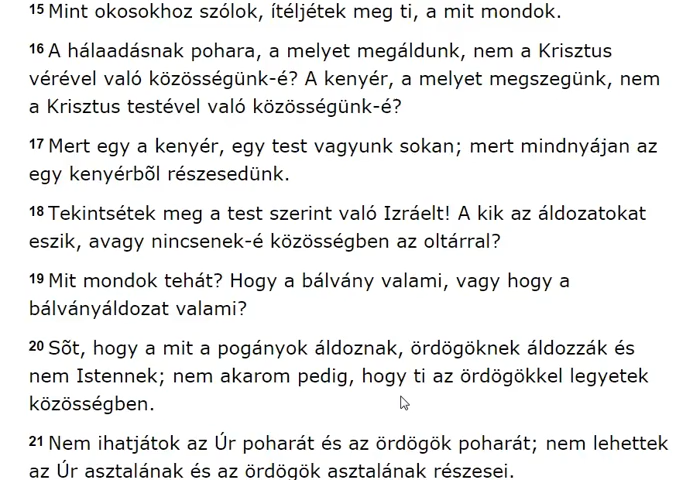 15 Mint okosokhoz szólok, ítéljétek meg ti, a mit mondok.
16 A hálaadásnak pohara, a melyet megáldunk, nem a Krisztus
vérével való közösségünk-é? A kenyér, a melyet megszegünk, nem
a Krisztus testével való közösségünk-é?
17 Mert egy a kenyér, egy test vagyunk sokan; mert mindnyájan az
egy kenyérbõl részesedünk.
18 Tekintsétek meg a test szerint való Izráelt! A kik az áldozatokat
eszik, avagy nincsenek-é közösségben az oltárral?
19 Mit mondok tehát? Hogy a bálvány valami, vagy hogy a
bálványáldozat valami?
20 Sõt, hogy a mit a pogányok áldoznak, ördögöknek áldozzák és
nem Istennek; nem akarom pedig, hogy ti az ördögökkel legyetek
közösségben.
21 Nem ihatjátok az Úr poharát és az ördögök poharát; nem lehettek
az Úr asztalának és az ördögök asztalának részesei.